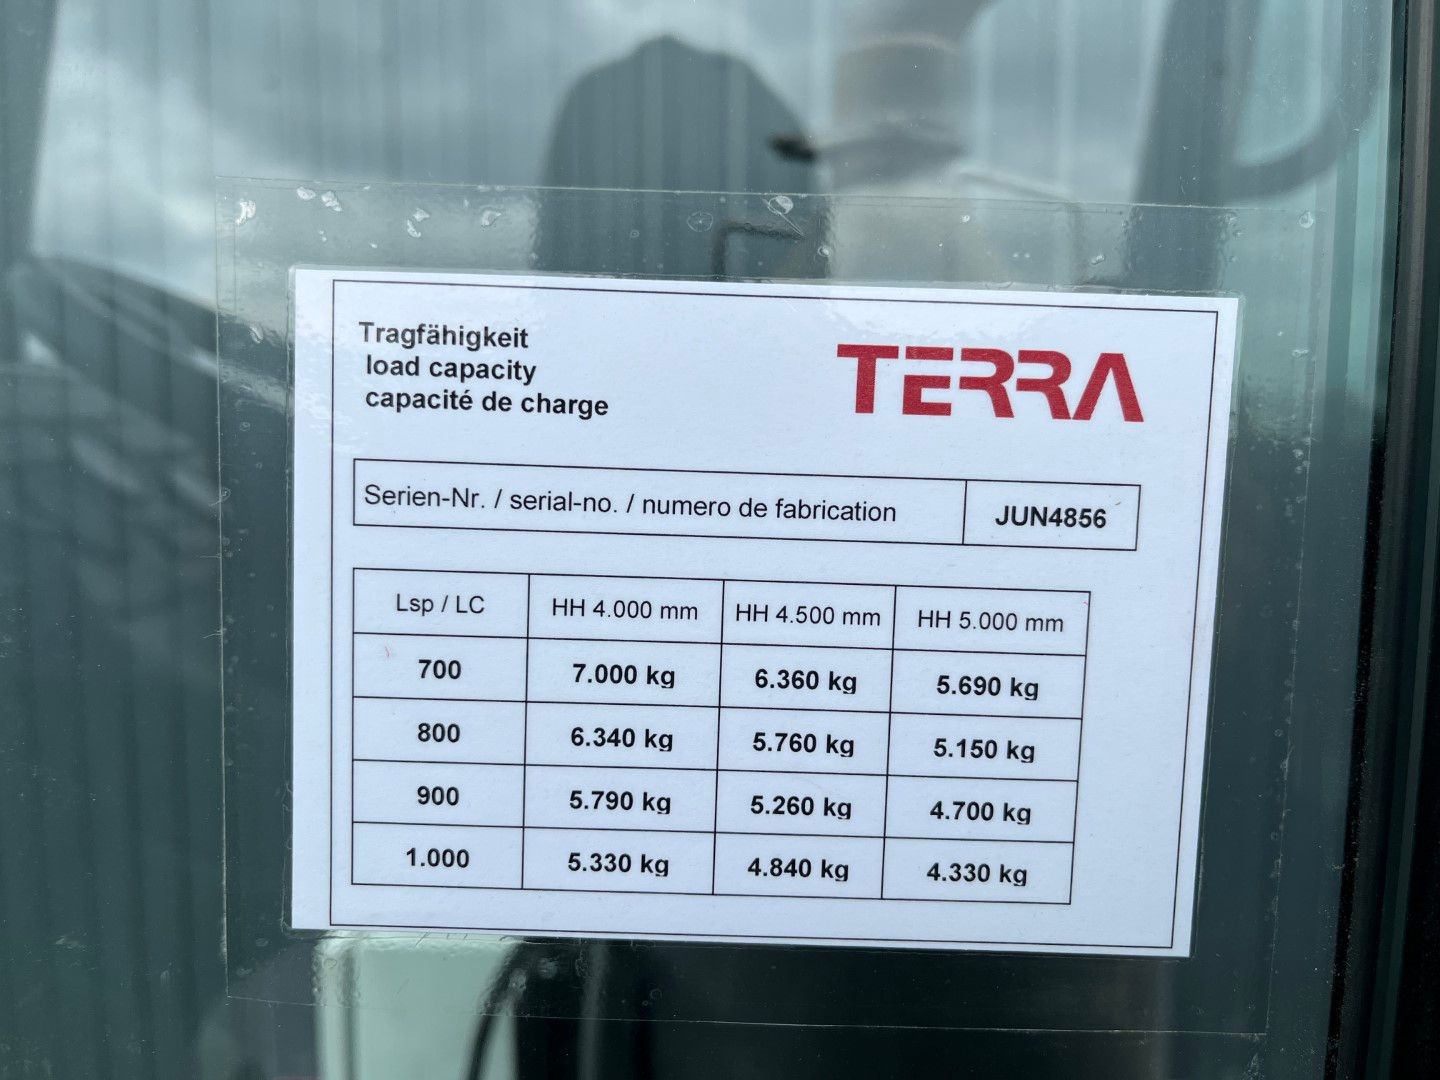 Tragfähigkeit
load capacity
capacité de charge
TERRA
Serien-Nr. / serial-no. / numero de fabrication JUN4856
Lsp / LC HH 4.000 mm HH 4.500 mm HH 5.000 mm
700 7.000 kg 6.360 kg 5.690 kg
800 6.340 kg 5.760 kg 5.150 kg
900 5.790 kg 5.260 kg 4.700 kg
1.000 5.330 kg 4.840 kg 4.330 kg